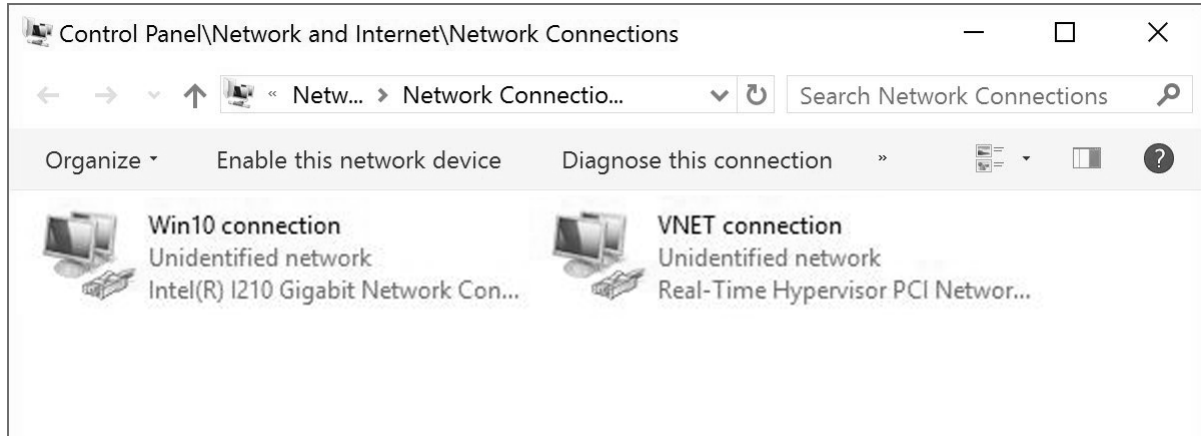 Control Panel\Network and Internet\Network Connections
« Netw... > Network Connectio... Search Network Connections
Organize Enable this network device Diagnose this connection » ?
Win10 connection VNET connection
Unidentified network Unidentified network
Intel(R) I210 Gigabit Network Con... Real-Time Hypervisor PCI Networ...